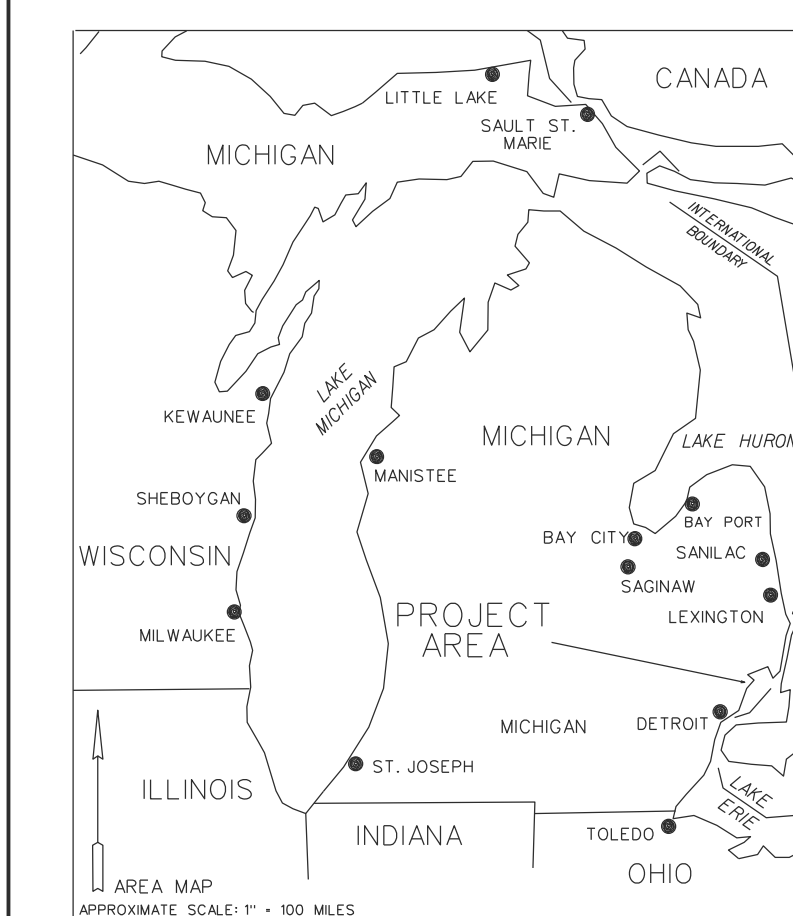 CANADA
LITTLE LAKE
SAULT ST.
MARIE
MICHIGAN
INTERNATIONAL
BOUNDARY
LAKE
MICHIGAN
KEWAUNEE
MICHIGAN
LAKE HURON
MANISTEE
SHEBOYGAN
BAY PORT
BAY CITY
SANILAC
WISCONSIN
SAGINAW
LEXINGTON
PROJECT
AREA
MILWAUKEE
MICHIGAN
DETROIT
ST. JOSEPH
ILLINOIS
LAKE
ERIE
INDIANA
TOLEDO
OHIO
AREA MAP
APPROXIMATE SCALE: 1" = 100 MILES